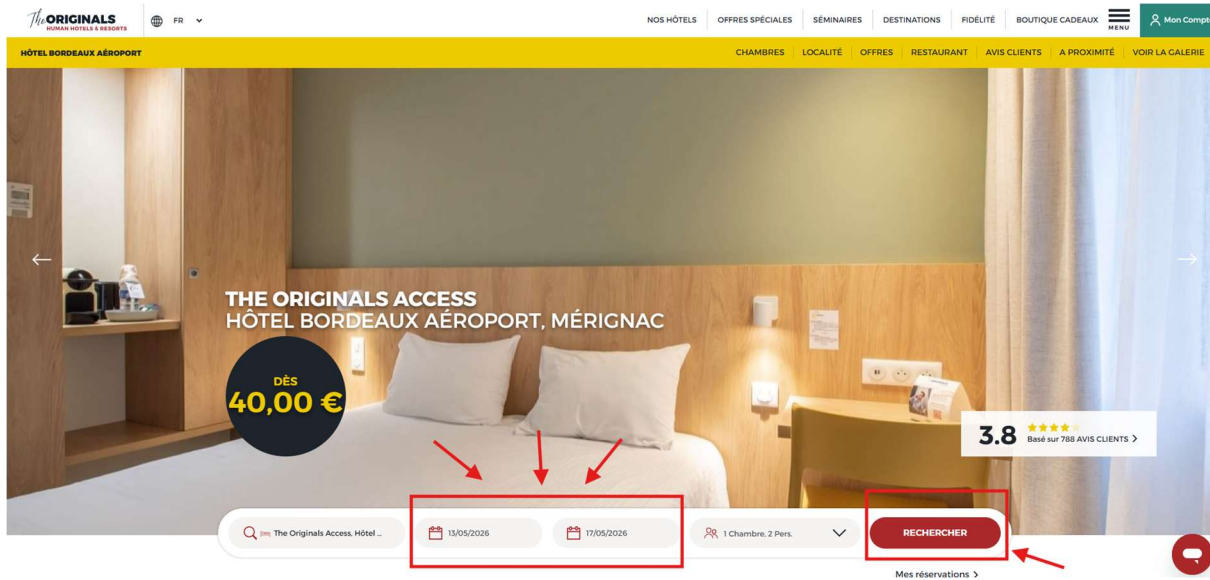 The ORIGINALS
HUMAN HOTELS & RESORTS
FR
NOS HÔTELS
OFFRES SPÉCIALES
SÉMINAIRES
DESTINATIONS
FIDÉLITÉ
BOUTIQUE CADEAUX
MENU
Mon Compte
HÔTEL BORDEAUX AÉROPORT
CHAMBRES
LOCALITÉ
OFFRES
RESTAURANT
AVIS CLIENTS
A PROXIMITÉ
VOIR LA GALERIE
THE ORIGINALS ACCESS
HÔTEL BORDEAUX AÉROPORT, MÉRIGNAC
DÈS
40,00 €
3.8
Basé sur 788 AVIS CLIENTS
The Originals Access, Hôtel ...
13/05/2026
17/05/2026
1 Chambre, 2 Pers.
RECHERCHER
Mes réservations